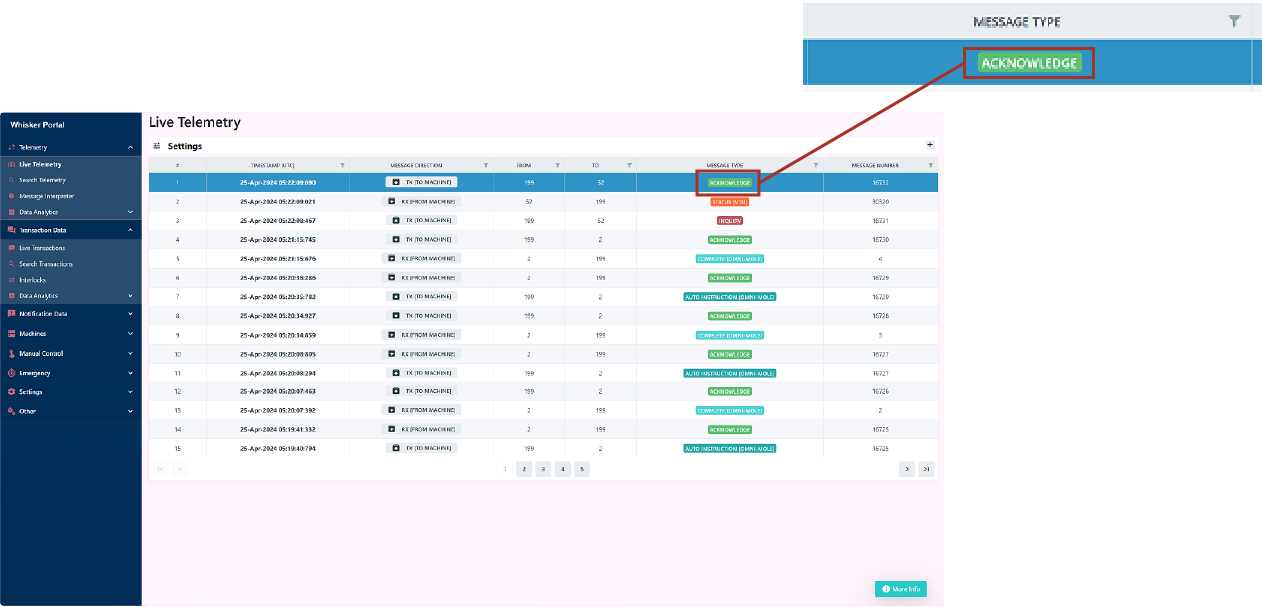 MESSAGE TYPE
ACKNOWLEDGE
Whisker Portal
Telemetry
Live Telemetry
Search Telemetry
Message Interpreter
Data Analytics
Transaction Data
Live Transactions
Search Transactions
Interlocks
Data Analytics
Notification Data
Machines
Manual Control
Emergency
Settings
Other
Live Telemetry
Settings +
# TIMESTAMP [UTC] MESSAGE DIRECTION FROM TO MESSAGE TYPE MESSAGE NUMBER
1 25-Apr-2024 05:22:09:090 TX [TO MACHINE] 199 52 ACKNOWLEDGE 16732
2 25-Apr-2024 05:22:09:021 RX [FROM MACHINE] 52 199 STATUS [VTU] 30320
3 25-Apr-2024 05:22:08:467 TX [TO MACHINE] 199 52 INQUIRY 16731
4 25-Apr-2024 05:21:15:745 TX [TO MACHINE] 199 2 ACKNOWLEDGE 16730
5 25-Apr-2024 05:21:15:676 RX [FROM MACHINE] 2 199 COMPLETE [OMNI-MOLE] 4
6 25-Apr-2024 05:20:36:286 RX [FROM MACHINE] 2 199 ACKNOWLEDGE 16729
7 25-Apr-2024 05:20:35:782 TX [TO MACHINE] 199 2 AUTO INSTRUCTION [OMNI-MOLE] 16729
8 25-Apr-2024 05:20:34:927 TX [TO MACHINE] 199 2 ACKNOWLEDGE 16728
9 25-Apr-2024 05:20:34:859 RX [FROM MACHINE] 2 199 COMPLETE [OMNI-MOLE] 3
10 25-Apr-2024 05:20:08:805 RX [FROM MACHINE] 2 199 ACKNOWLEDGE 16727
11 25-Apr-2024 05:20:08:294 TX [TO MACHINE] 199 2 AUTO INSTRUCTION [OMNI-MOLE] 16727
12 25-Apr-2024 05:20:07:463 TX [TO MACHINE] 199 2 ACKNOWLEDGE 16726
13 25-Apr-2024 05:20:07:392 RX [FROM MACHINE] 2 199 COMPLETE [OMNI-MOLE] 2
14 25-Apr-2024 05:19:41:332 RX [FROM MACHINE] 2 199 ACKNOWLEDGE 16725
15 25-Apr-2024 05:19:40:794 TX [TO MACHINE] 199 2 AUTO INSTRUCTION [OMNI-MOLE] 16725
1 2 3 4 5
More Info